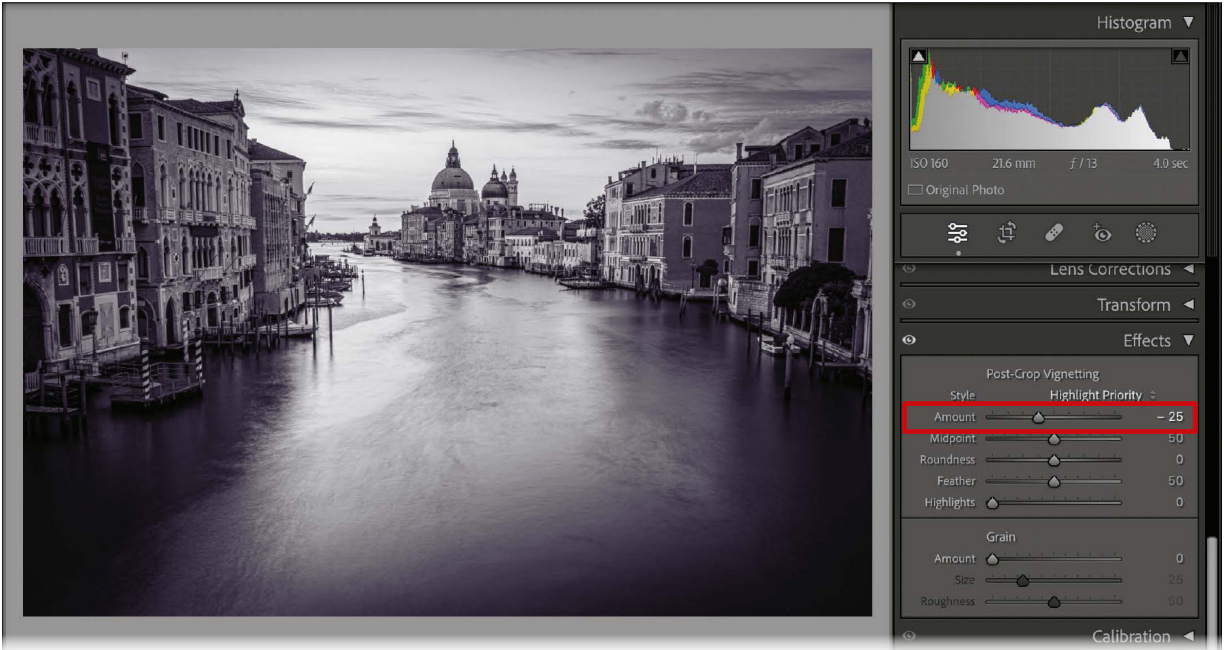 Histogram
ISO 160 21.6 mm ƒ / 13 4.0 sec
Original Photo
Lens Corrections
Transform
Effects
Post-Crop Vignetting
Style Highlight Priority
Amount – 25
Midpoint 50
Roundness 0
Feather 50
Highlights 0
Grain
Amount 0
Size 25
Roughness 50
Calibration